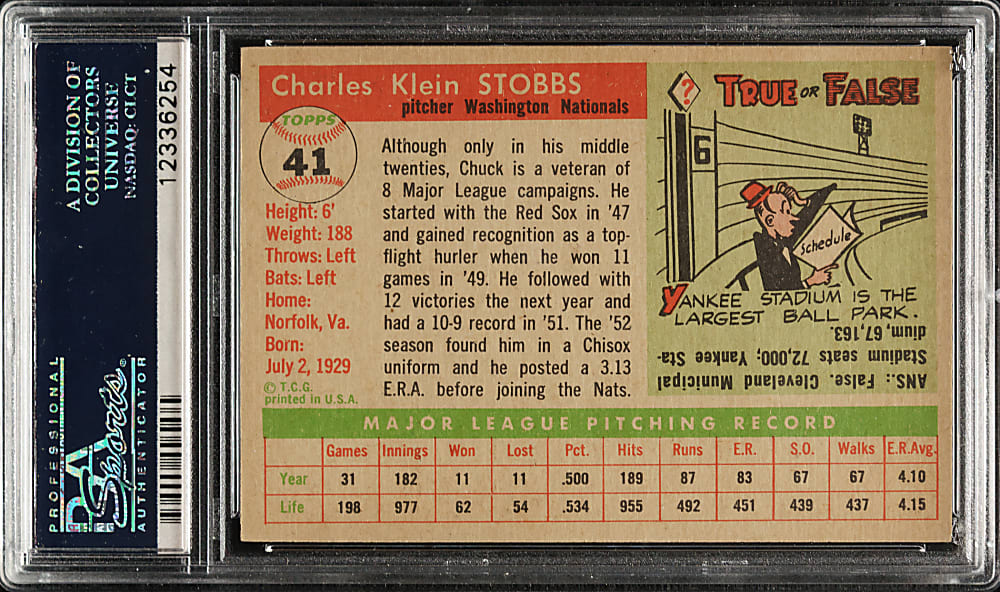 A DIVISION OF
COLLECTORS
UNIVERSE
NASDAQ: CLCT
12336254
PROFESSIONAL
PSA
Sports®
AUTHENTICATOR
Charles Klein STOBBS
pitcher Washington Nationals
TOPPS
41
Height: 6'
Weight: 188
Throws: Left
Bats: Left
Home:
Norfolk, Va.
Born:
July 2, 1929
© T.C.G.
printed in U.S.A.
Although only in his middle
twenties, Chuck is a veteran of
8 Major League campaigns. He
started with the Red Sox in '47
and gained recognition as a top-
flight hurler when he won 11
games in '49. He followed with
12 victories the next year and
had a 10-9 record in '51. The '52
season found him in a Chisox
uniform and he posted a 3.13
E.R.A. before joining the Nats.
? TRUE OR FALSE
6
Schedule
YANKEE STADIUM IS THE
LARGEST BALL PARK.
ANS.: False. Cleveland Municipal
Stadium seats 72,000; Yankee Sta-
dium, 67,163.
MAJOR LEAGUE PITCHING RECORD
Games Innings Won Lost Pct. Hits Runs E.R. S.O. Walks E.R.Avg.
Year 31 182 11 11 .500 189 87 83 67 67 4.10
Life 198 977 62 54 .534 955 492 451 439 437 4.15